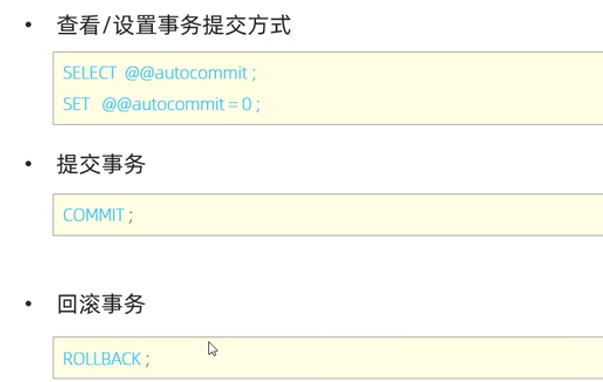 • 查看/设置事务提交方式
SELECT @@autocommit ;
SET @@autocommit = 0 ;
• 提交事务
COMMIT ;
• 回滚事务
ROLLBACK ;